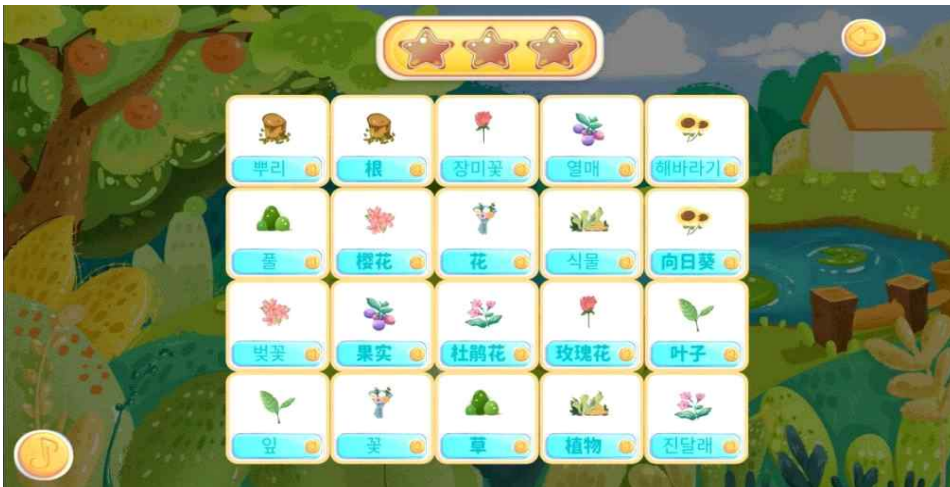 뿌리 根 장미꽃 열매 해바라기
풀 樱花 花 식물 向日葵
벚꽃 果实 杜鹃花 玫瑰花 叶子
잎 꽃 草 植物 진달래